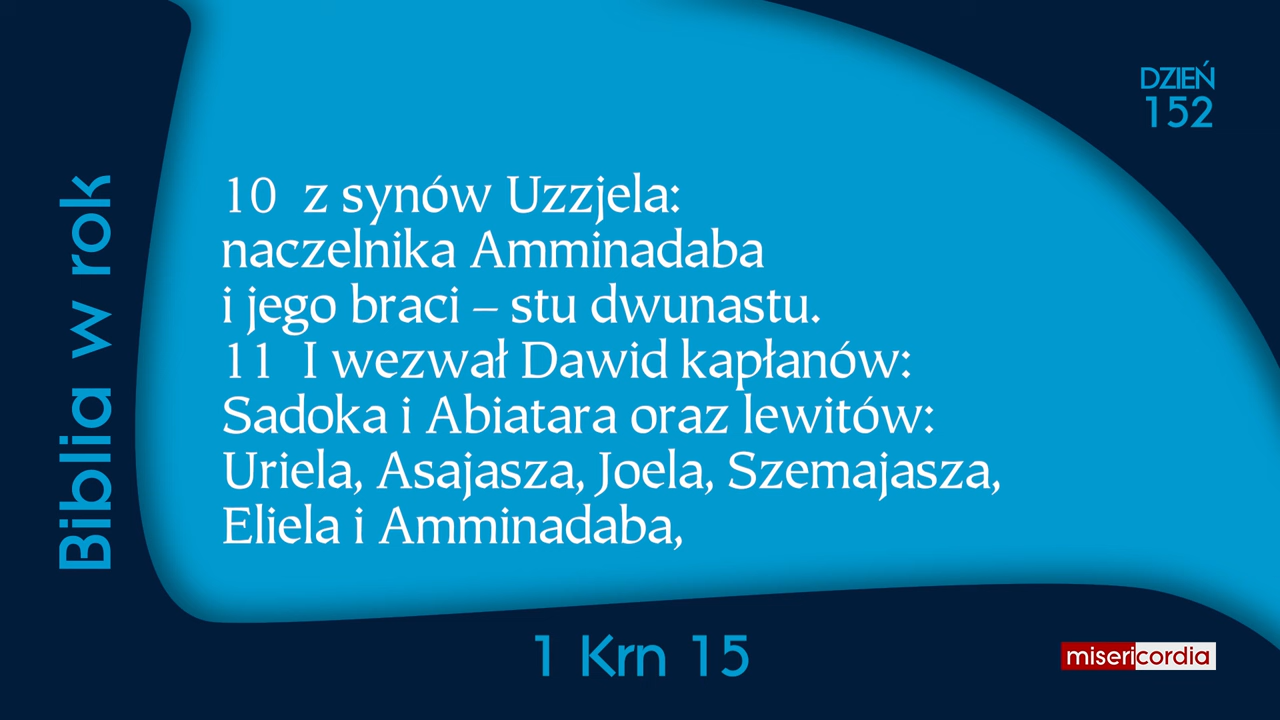 DZIEŃ
152
Biblia w rok
10 z synów Uzzjela:
naczelnika Amminadaba
i jego braci – stu dwunastu.
11 I wezwał Dawid kapłanów:
Sadoka i Abiatara oraz lewitów:
Uriela, Asajasza, Joela, Szemajasza,
Eliela i Amminadaba,
1 Krn 15
misericordia